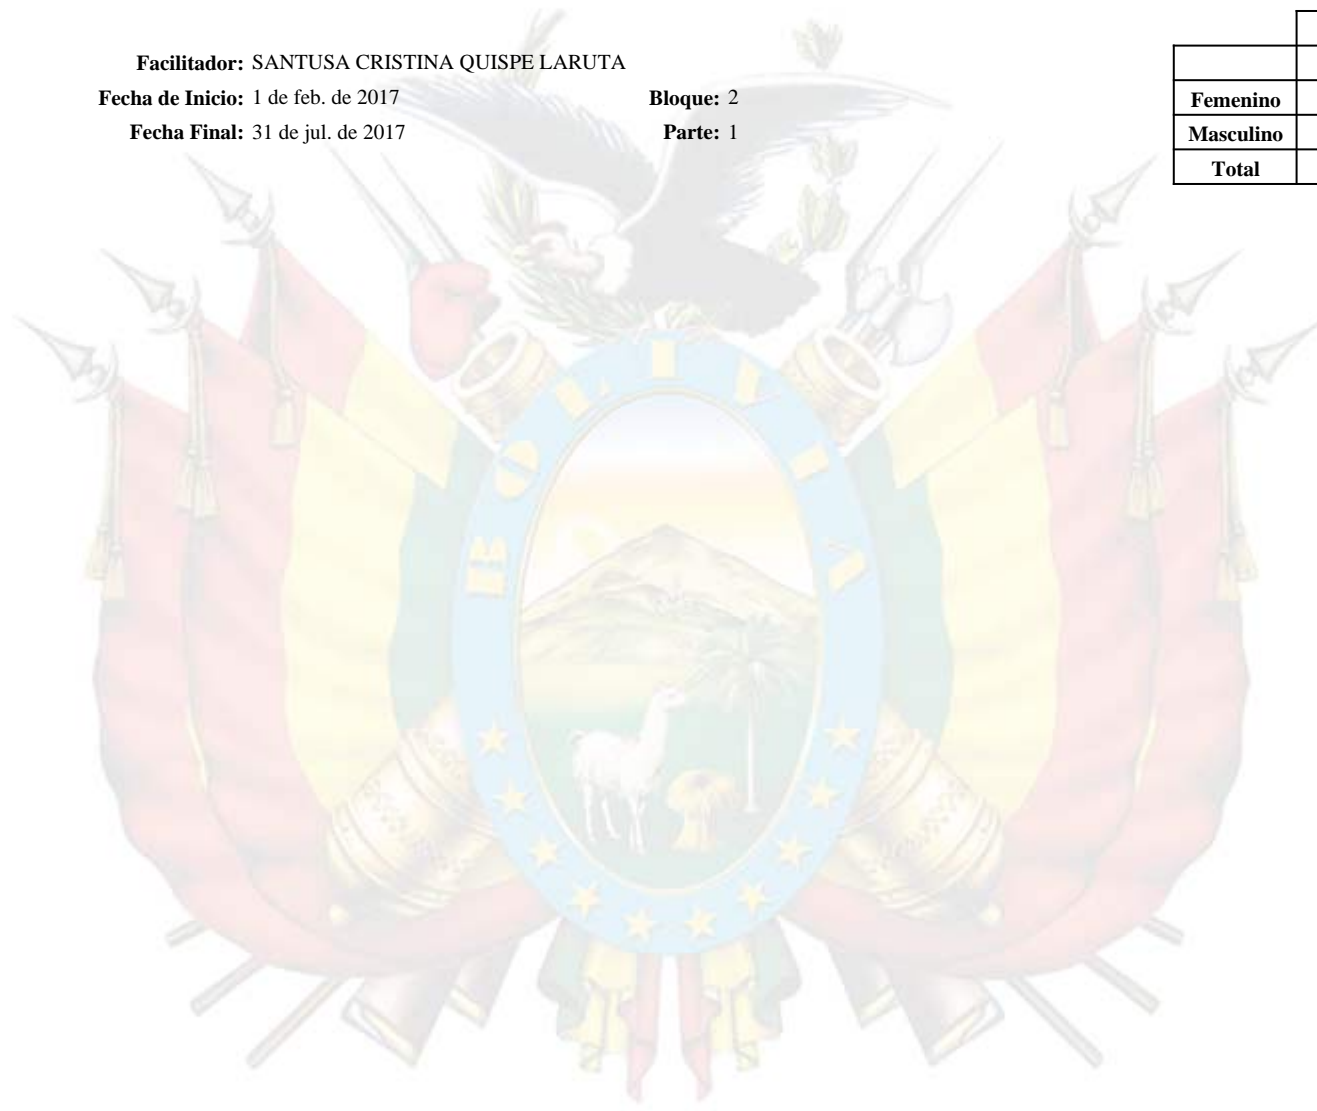 Facilitador: SANTUSA CRISTINA QUISPE LARUTA
Fecha de Inicio: 1 de feb. de 2017 Bloque: 2
Fecha Final: 31 de jul. de 2017 Parte: 1
Femenino
Masculino
Total
BOLIVIA